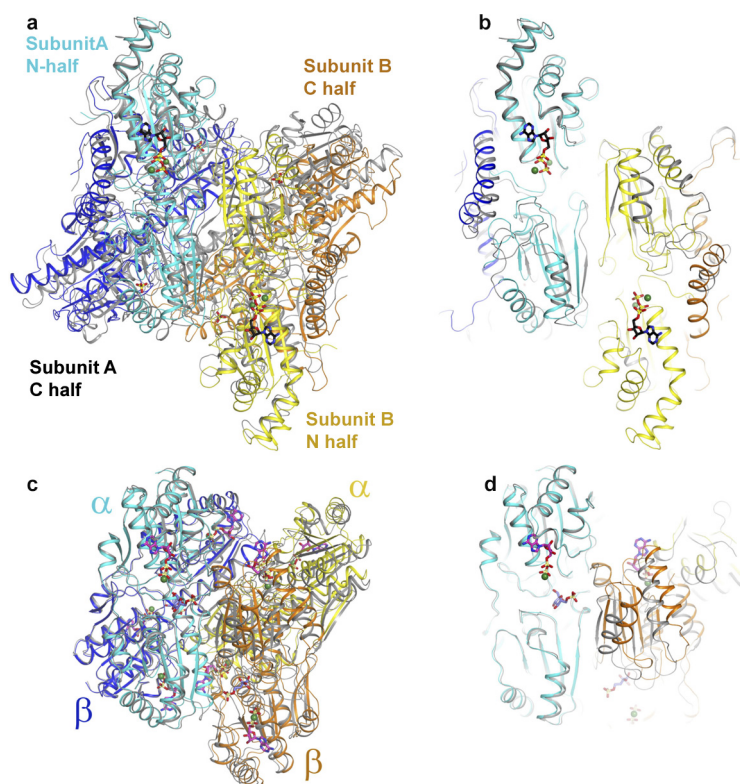 a
SubunitA
N-half
Subunit B
C half
Subunit A
C half
Subunit B
N half
b
c
α
α
β
β
d